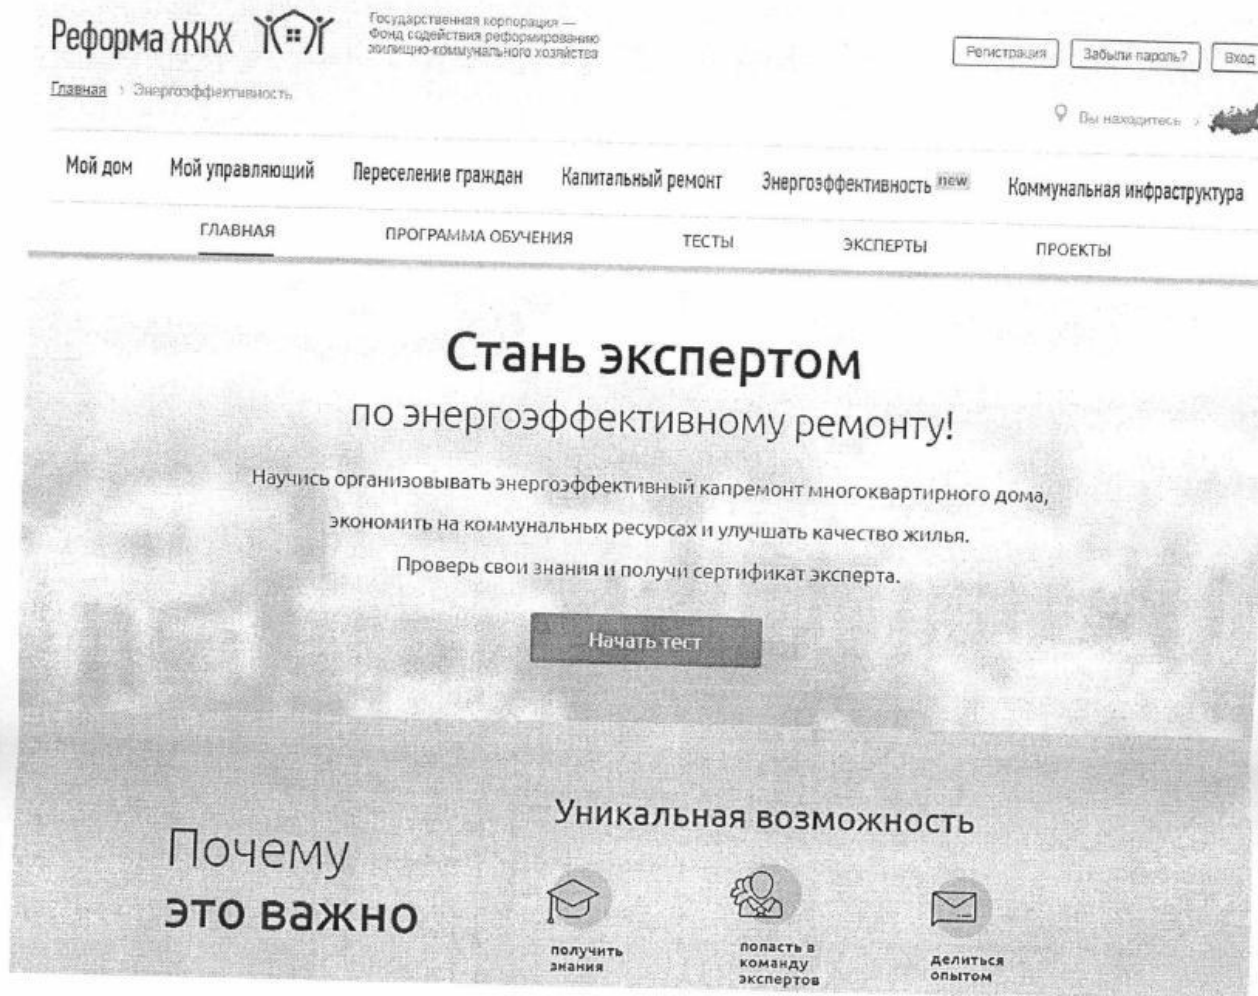 Реформа ЖКХ
Государственная корпорация —
Фонд содействия реформированию
жилищно-коммунального хозяйства
Регистрация
Забыли пароль?
Вход
Главная › Энергоэффективность
Вы находитесь ›
Мой дом
Мой управляющий
Переселение граждан
Капитальный ремонт
Энергоэффективность new
Коммунальная инфраструктура
ГЛАВНАЯ
ПРОГРАММА ОБУЧЕНИЯ
ТЕСТЫ
ЭКСПЕРТЫ
ПРОЕКТЫ
Стань экспертом
по энергоэффективному ремонту!
Научись организовывать энергоэффективный капремонт многоквартирного дома,
экономить на коммунальных ресурсах и улучшать качество жилья.
Проверь свои знания и получи сертификат эксперта.
Начать тест
Почему
это важно
Уникальная возможность
получить
знания
попасть в
команду
экспертов
делиться
опытом